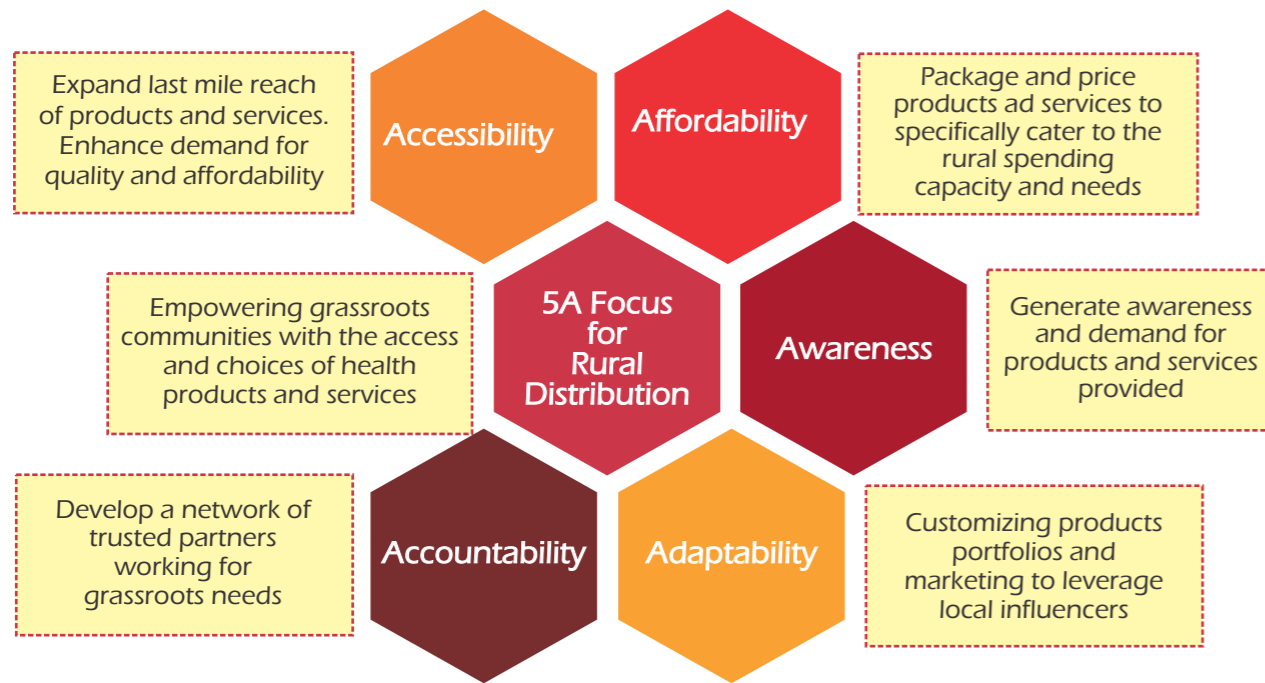 Expand last mile reach
of products and services.
Enhance demand for
quality and affordability
Accessibility
Affordability
Package and price
products ad services to
specifically cater to the
rural spending
capacity and needs
Empowering grassroots
communities with the access
and choices of health
products and services
5A Focus
for
Rural
Distribution
Awareness
Generate awareness
and demand for
products and services
provided
Develop a network of
trusted partners
working for
grassroots needs
Accountability
Adaptability
Customizing products
portfolios and
marketing to leverage
local influencers